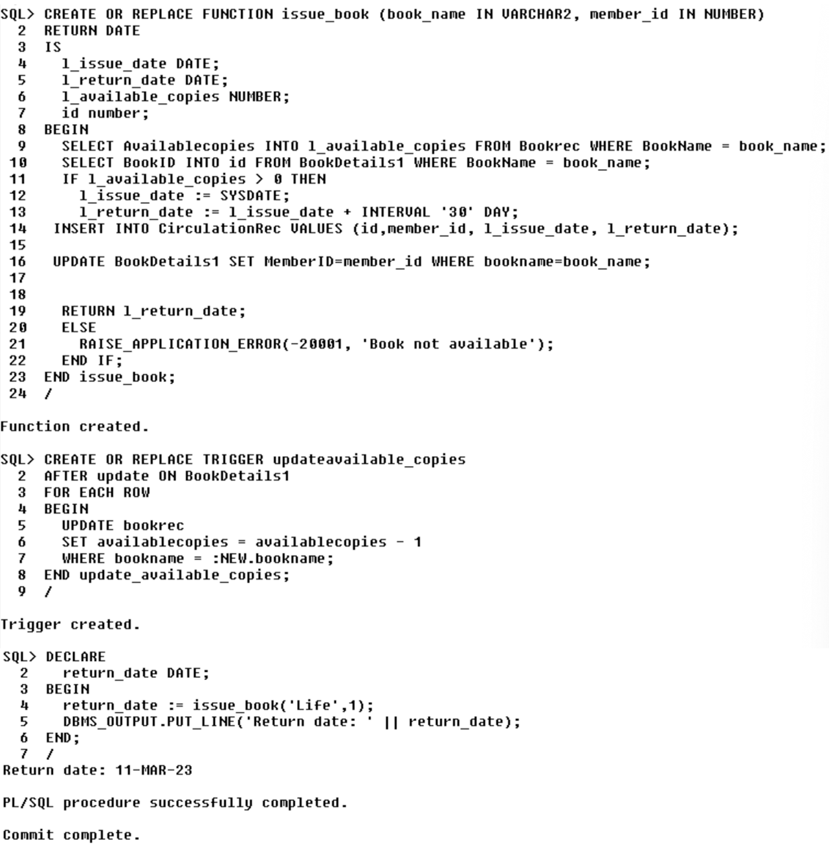 SQL> CREATE OR REPLACE FUNCTION issue_book (book_name IN VARCHAR2, member_id IN NUMBER)
  2  RETURN DATE
  3  IS
  4    l_issue_date DATE;
  5    l_return_date DATE;
  6    l_available_copies NUMBER;
  7    id number;
  8  BEGIN
  9    SELECT Availablecopies INTO l_available_copies FROM Bookrec WHERE BookName = book_name;
 10    SELECT BookID INTO id FROM BookDetails1 WHERE BookName = book_name;
 11    IF l_available_copies > 0 THEN
 12      l_issue_date := SYSDATE;
 13      l_return_date := l_issue_date + INTERVAL '30' DAY;
 14   INSERT INTO CirculationRec VALUES (id,member_id, l_issue_date, l_return_date);
 15
 16   UPDATE BookDetails1 SET MemberID=member_id WHERE bookname=book_name;
 17
 18
 19    RETURN l_return_date;
 20    ELSE
 21      RAISE_APPLICATION_ERROR(-20001, 'Book not available');
 22    END IF;
 23  END issue_book;
 24  /
Function created.
SQL> CREATE OR REPLACE TRIGGER updateavailable_copies
  2  AFTER update ON BookDetails1
  3  FOR EACH ROW
  4  BEGIN
  5    UPDATE bookrec
  6    SET availablecopies = availablecopies - 1
  7    WHERE bookname = :NEW.bookname;
  8  END update_available_copies;
  9  /
Trigger created.
SQL> DECLARE
  2    return_date DATE;
  3  BEGIN
  4    return_date := issue_book('Life',1);
  5    DBMS_OUTPUT.PUT_LINE('Return date: ' || return_date);
  6  END;
  7  /
Return date: 11-MAR-23
PL/SQL procedure successfully completed.
Commit complete.